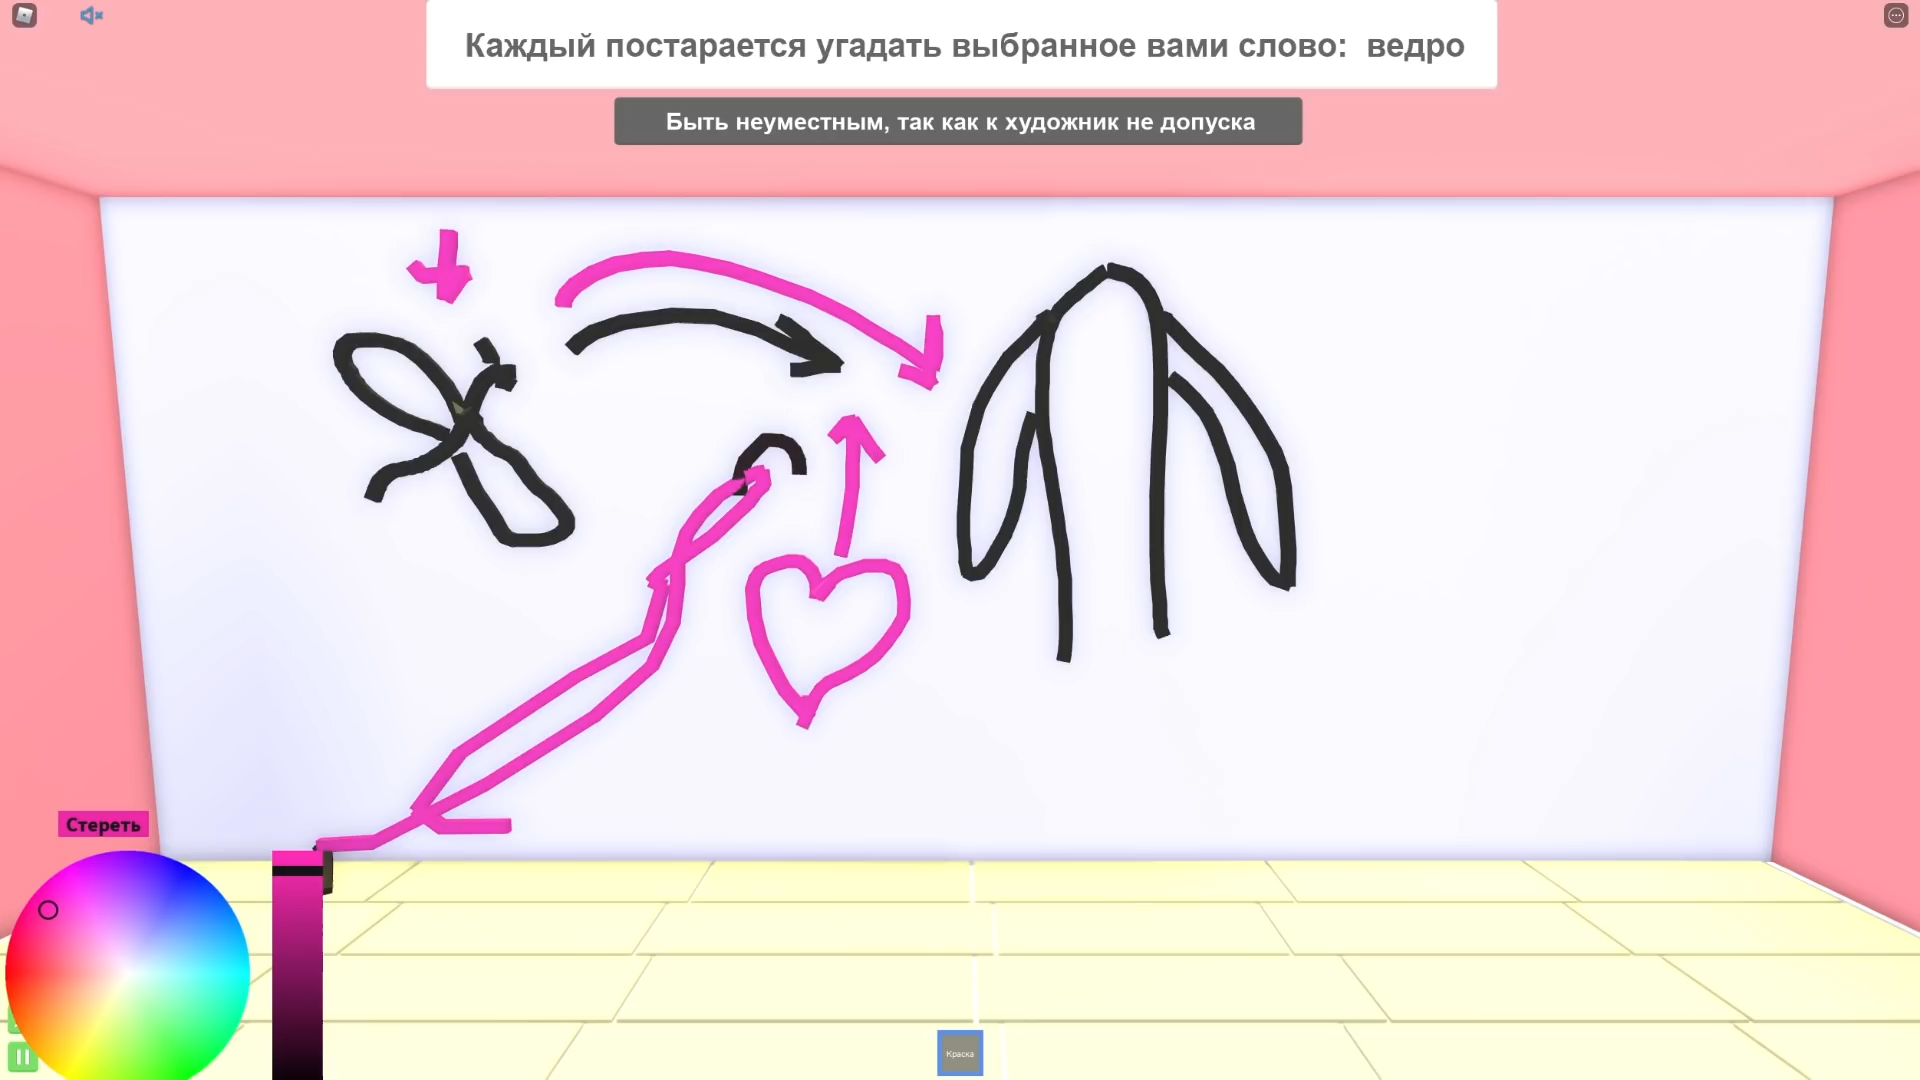 Каждый постарается угадать выбранное вами слово: ведро
Быть неуместным, так как к художник не допуска
Стереть
Краска